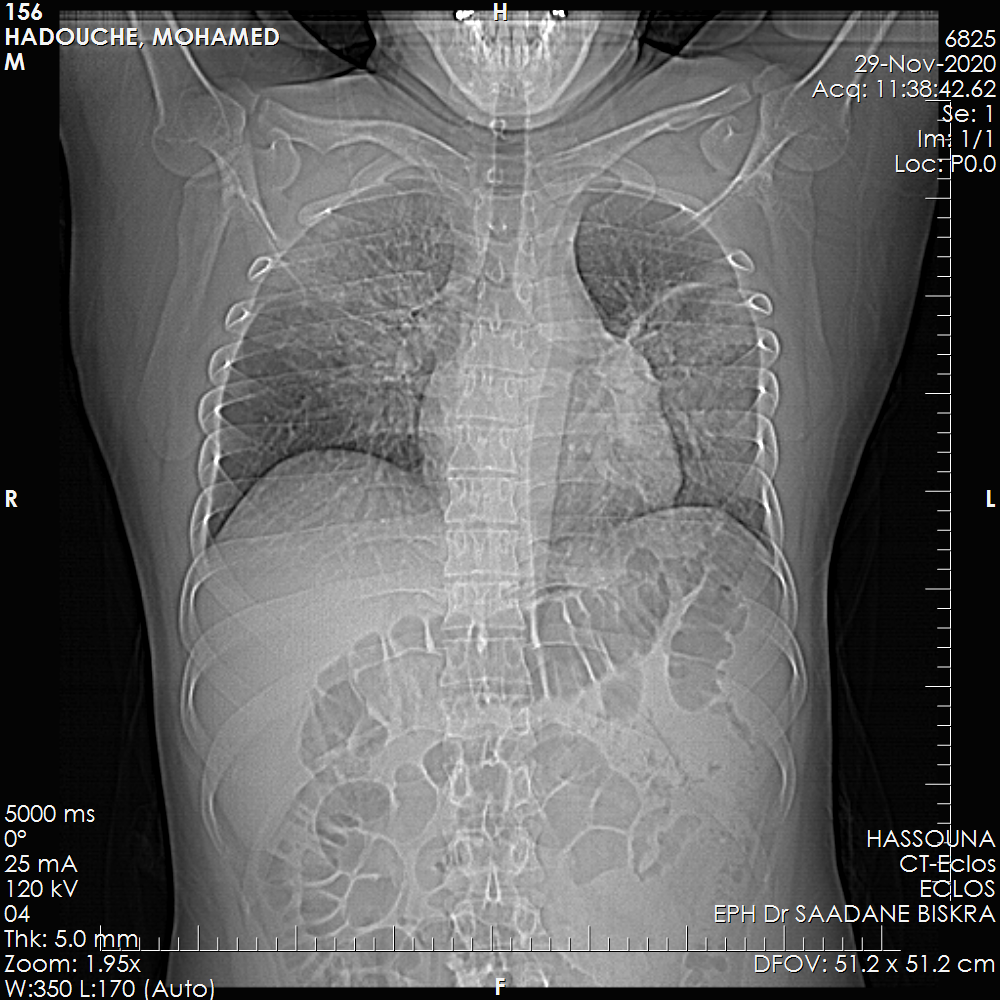 156
HADOUCHE, MOHAMED
M
H
6825
29-Nov-2020
Acq: 11:38:42.62
Se: 1
Im: 1/1
Loc: P0.0
R
L
5000 ms
0°
25 mA
120 kV
04
Thk: 5.0 mm
Zoom: 1.95x
W:350 L:170 (Auto)
F
HASSOUNA
CT-Eclos
ECLOS
EPH Dr SAADANE BISKRA
DFOV: 51.2 x 51.2 cm